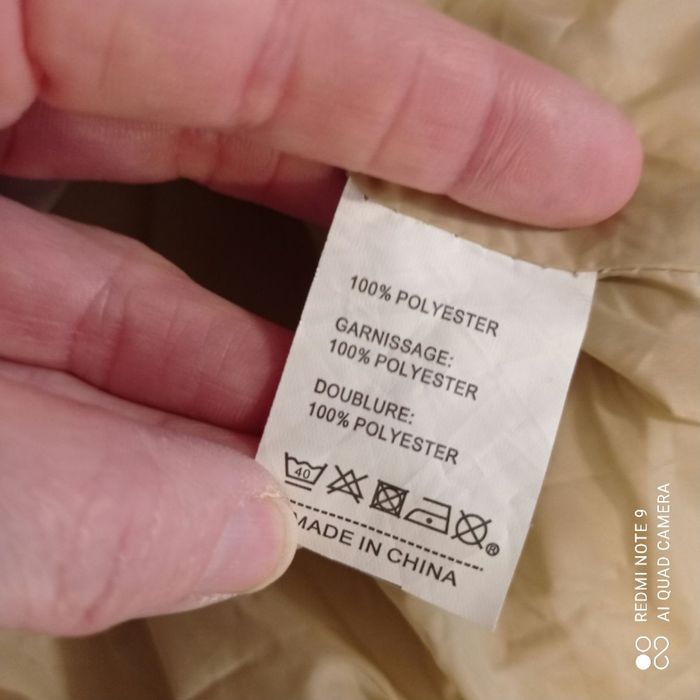 100% POLYESTER
GARNISSAGE:
100% POLYESTER
DOUBLURE:
100% POLYESTER
40
®
MADE IN CHINA
REDMI NOTE 9
AI QUAD CAMERA